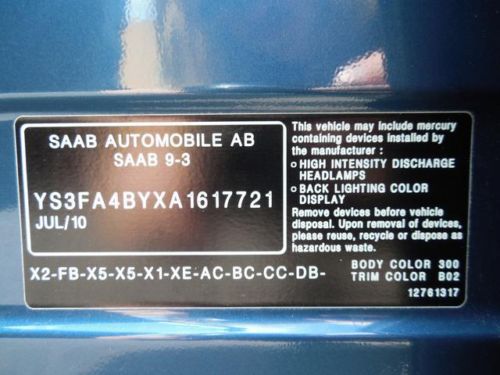 SAAB AUTOMOBILE AB
SAAB 9-3
YS3FA4BYXA1617721
JUL/10
This vehicle may include mercury
containing devices installed by
the manufacturer :
o HIGH INTENSITY DISCHARGE
HEADLAMPS
o BACK LIGHTING COLOR
DISPLAY
Remove devices before vehicle
disposal. Upon removal of devices,
please reuse, recycle or dispose as
hazardous waste.
X2-FB-X5-X5-X1-XE-AC-BC-CC-DB-
BODY COLOR 300
TRIM COLOR B02
12761317